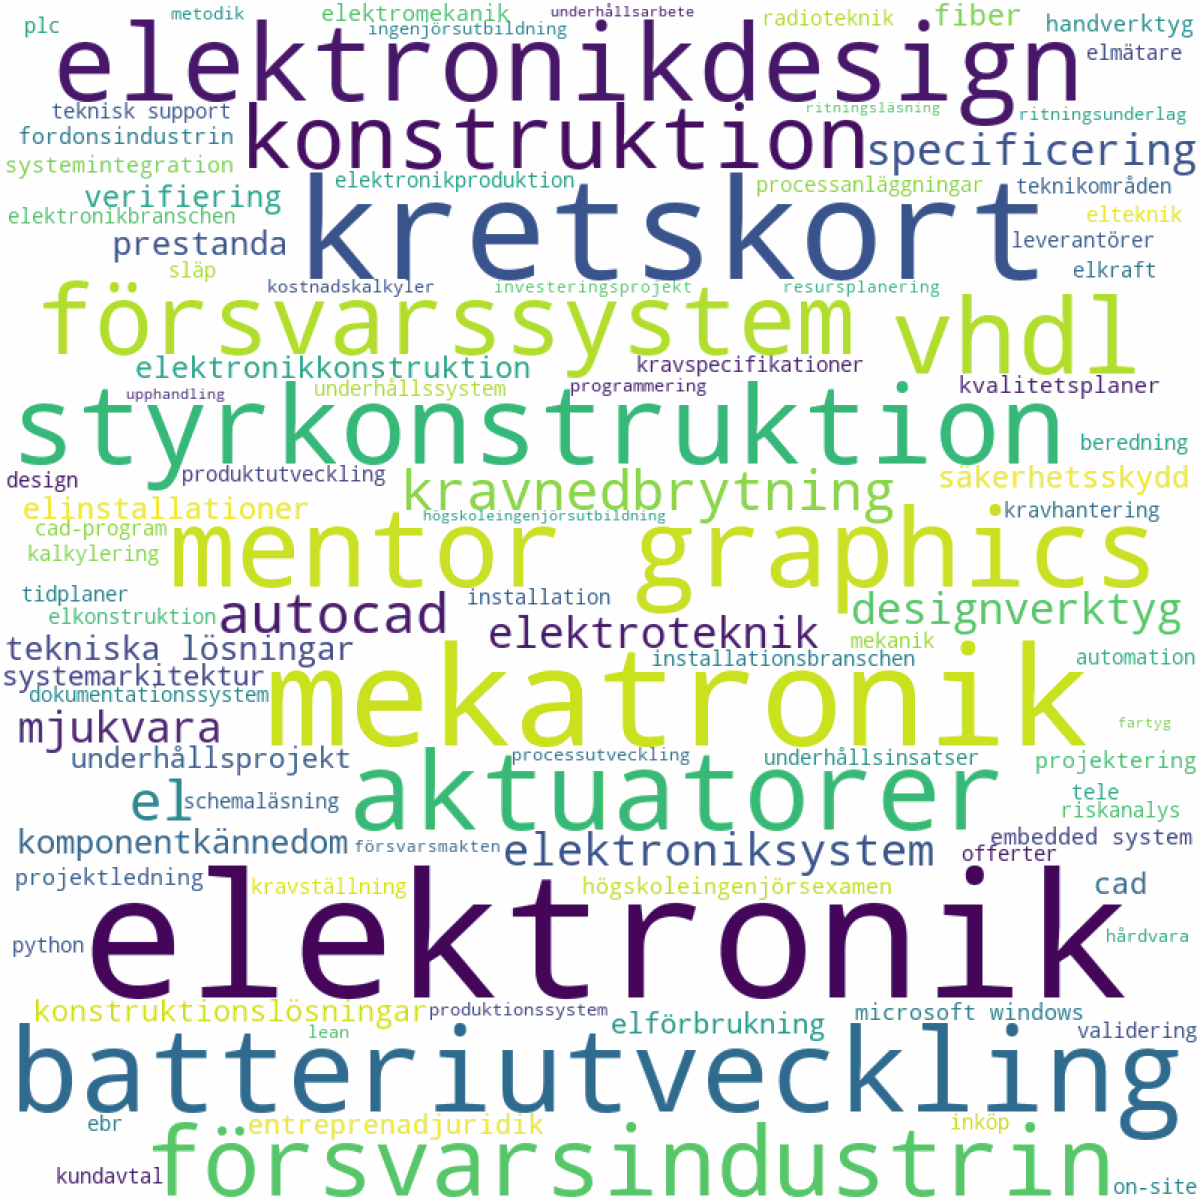 metodik
elektromekanik
underhållsarbete
radioteknik
fiber
plc
ingenjörsutbildning
handverktyg
elektronikdesign
elmätare
teknisk support
ritningsläsning
ritningsunderlag
fordonsindustrin
konstruktion
specificering
systemintegration
elektronikproduktion
processanläggningar
teknikområden
verifiering
elektronikbranschen
kretskort
elteknik
prestanda
leverantörer
släp
elkraft
kostnadskalkyler
investeringsprojekt
resursplanering
försvarssystem
vhdl
elektronikkonstruktion
kravspecifikationer
upphandling
underhållssystem
programmering
kvalitetsplaner
styrkonstruktion
beredning
design
produktutveckling
kravnedbrytning
säkerhetsskydd
elinstallationer
högskoleingenjörsutbildning
kravhantering
cad-program
mentor graphics
kalkylering
tidplaner
installation
elkonstruktion
autocad
designverktyg
elektroteknik
mekanik
tekniska lösningar
installationsbranschen
automation
systemarkitektur
mekatronik
dokumentationssystem
mjukvara
fartyg
underhållsprojekt
processutveckling
underhållsinsatser
projektering
aktuatorer
tele
el
schemaläsning
riskanalys
komponentkännedom
försvarsmakten
elektroniksystem
embedded system
offerter
projektledning
kravställning
högskoleingenjörsexamen
cad
elektronik
python
hårdvara
konstruktionslösningar
produktionssystem
elförbrukning
microsoft windows
lean
validering
batteriutveckling
ebr
entreprenadjuridik
inköp
försvarsindustrin
kundavtal
on-site